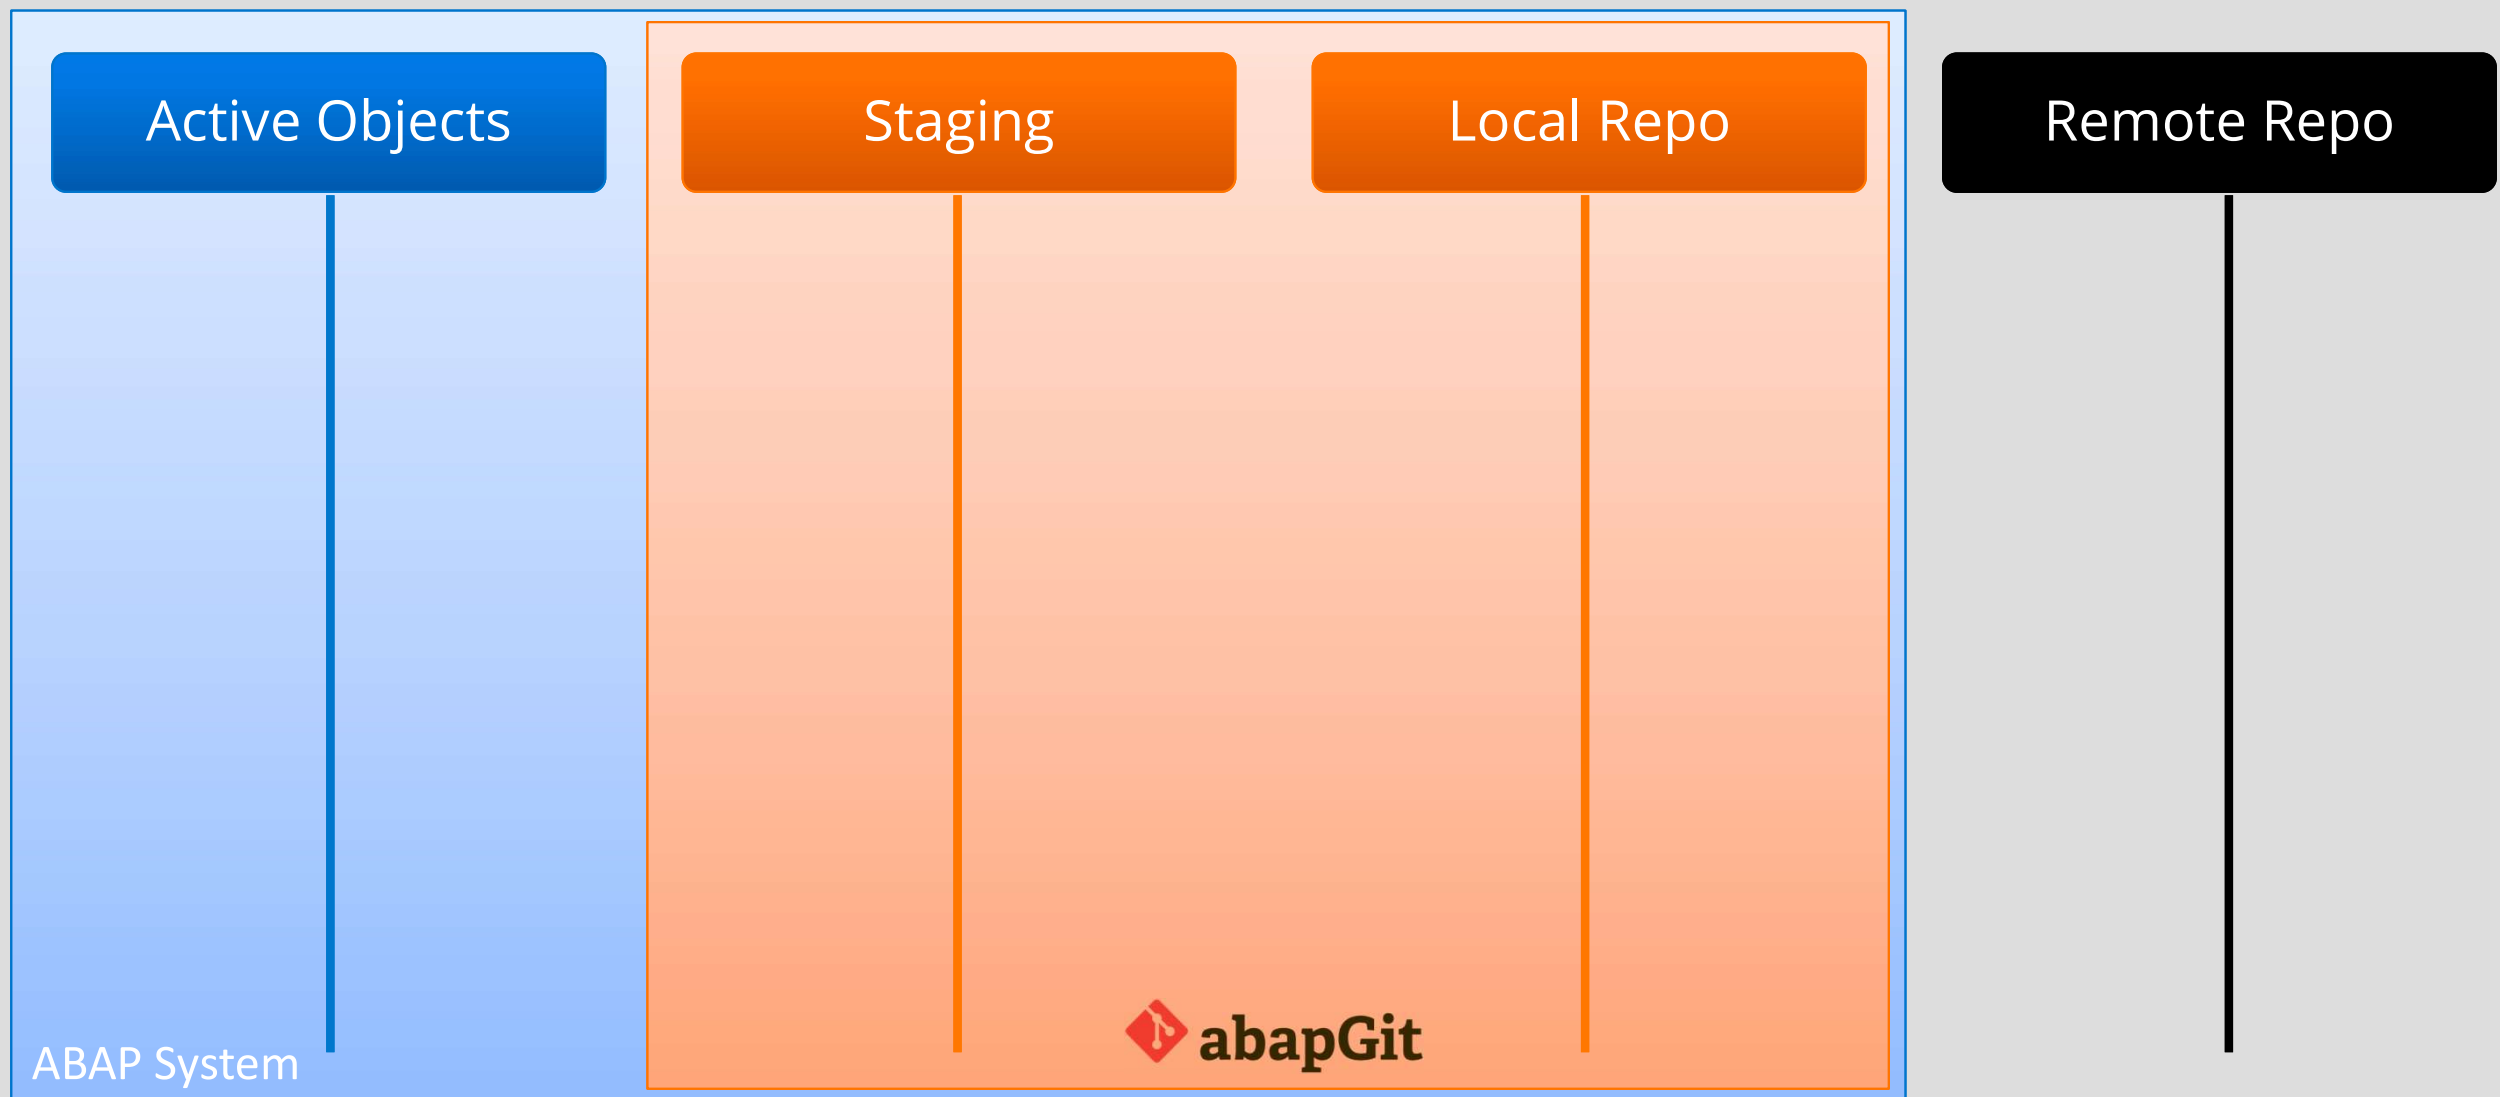 Active Objects
Staging
Local Repo
Remote Repo
abapGit
ABAP System